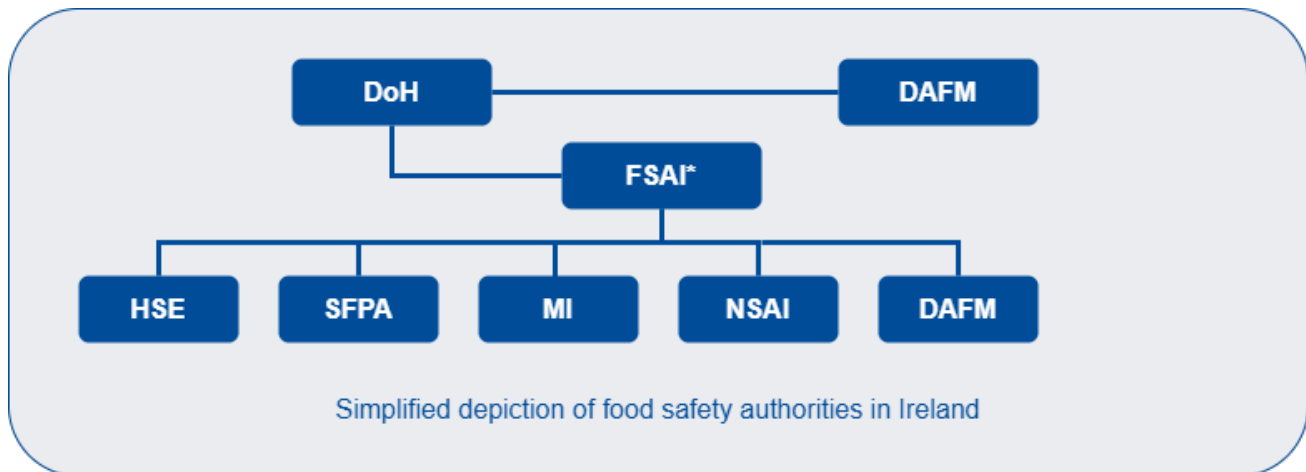 DoH
DAFM
FSAI*
HSE
SFPA
MI
NSAI
DAFM
Simplified depiction of food safety authorities in Ireland